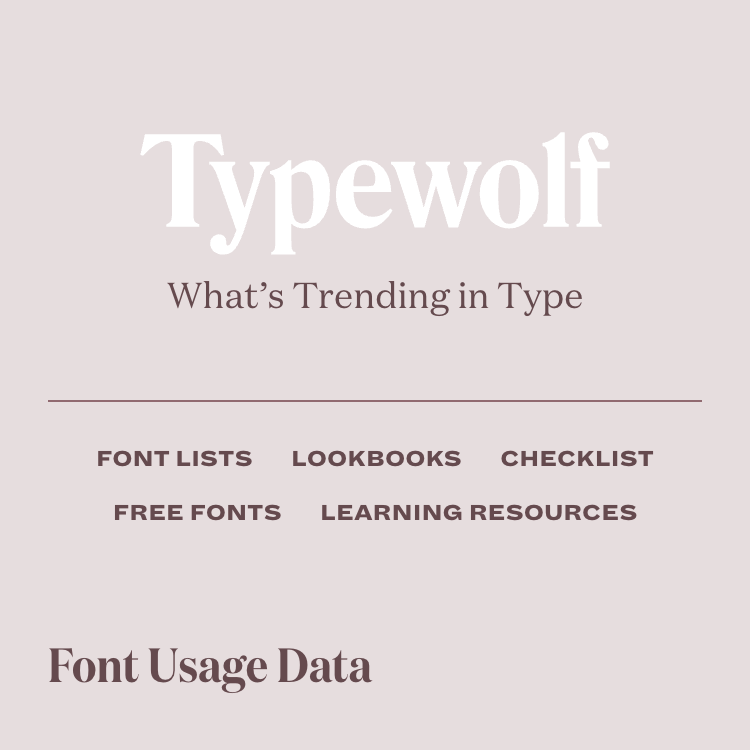 Typewolf
What’s Trending in Type
FONT LISTS LOOKBOOKS CHECKLIST
FREE FONTS LEARNING RESOURCES
Font Usage Data